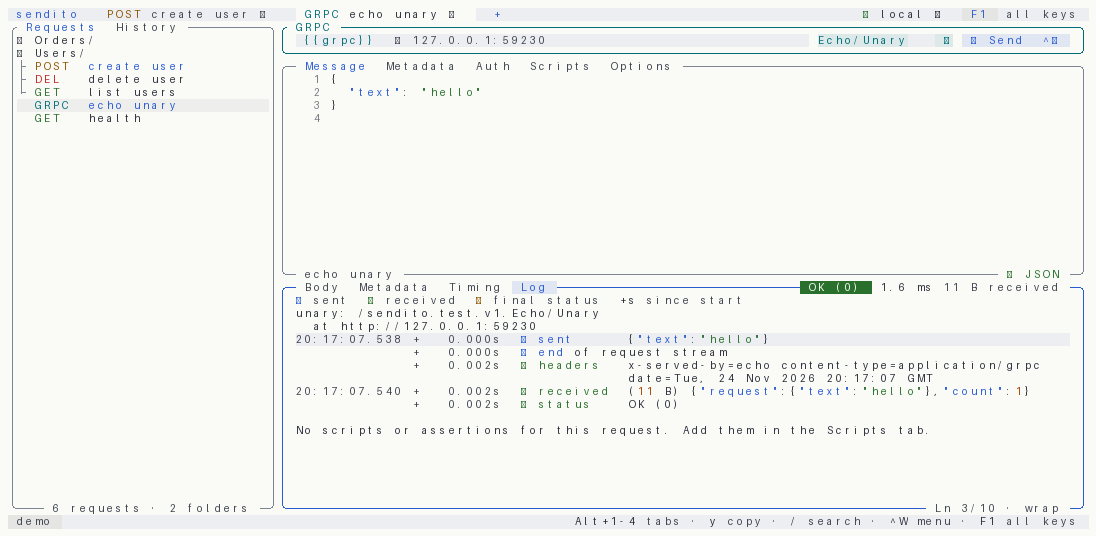 sendito POST create user GRPC echo unary + local F1 all keys
Requests History
Orders/
Users/
POST create user
DEL delete user
GET list users
GRPC echo unary
GET health
6 requests · 2 folders
GRPC
{{grpc}} 127.0.0.1:59230 Echo/Unary Send ^
Message Metadata Auth Scripts Options
1 {
2 "text": "hello"
3 }
4
echo unary JSON
Body Metadata Timing Log OK (0) 1.6 ms 11 B received
sent received final status +s since start
unary: /sendito.test.v1.Echo/Unary
at http://127.0.0.1:59230
20:17:07.538 + 0.000s sent {"text":"hello"}
+ 0.000s end of request stream
+ 0.002s headers x-served-by=echo content-type=application/grpc
date=Tue, 24 Nov 2026 20:17:07 GMT
20:17:07.540 + 0.002s received (11 B) {"request":{"text":"hello"},"count":1}
+ 0.002s status OK (0)
No scripts or assertions for this request. Add them in the Scripts tab.
Ln 3/10 · wrap
demo Alt+1-4 tabs · y copy · / search · ^W menu · F1 all keys